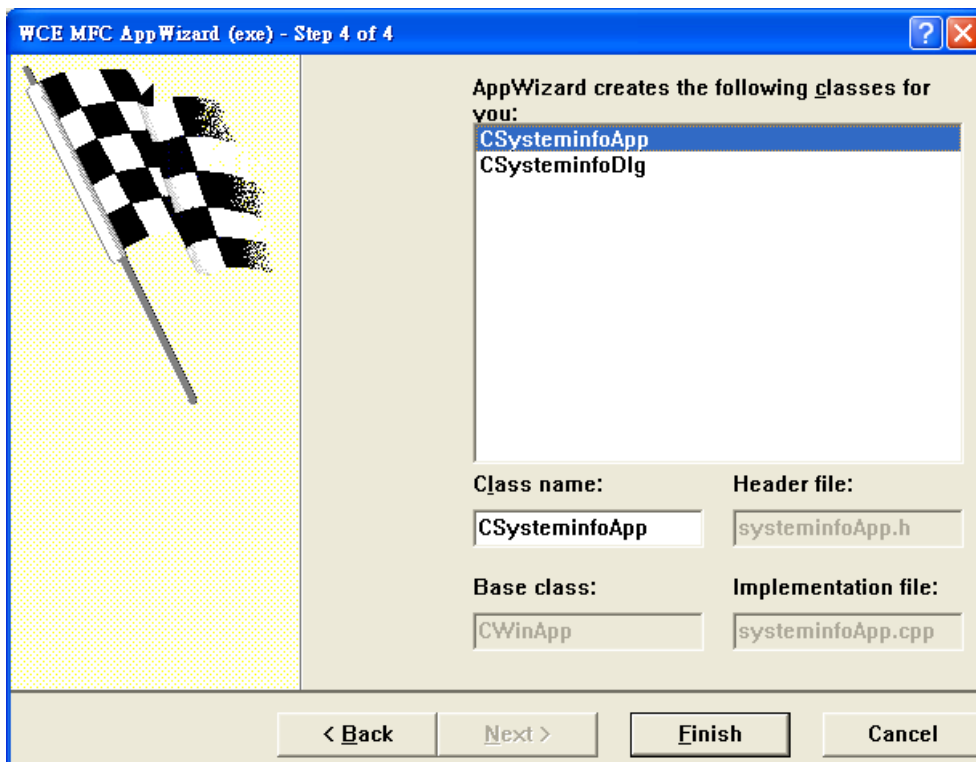 WCE MFC AppWizard (exe) - Step 4 of 4
?
AppWizard creates the following classes for
you:
CSysteminfoApp
CSysteminfoDlg
Class name:
Header file:
CSysteminfoApp
systeminfoApp.h
Base class:
Implementation file:
CWinApp
systeminfoApp.cpp
< Back
Next >
Finish
Cancel